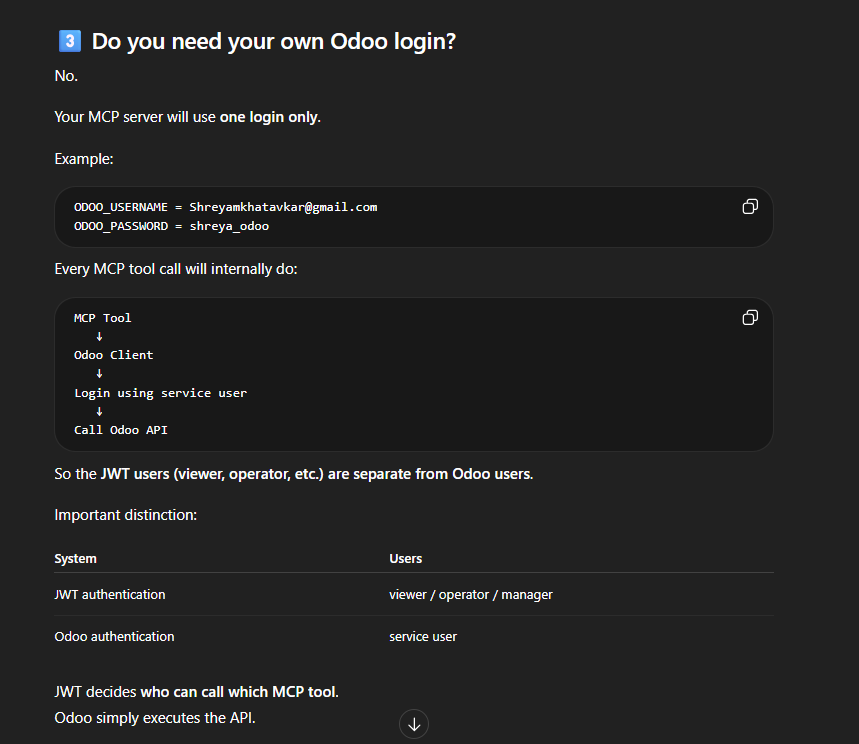 3 Do you need your own Odoo login?
No.
Your MCP server will use one login only.
Example:
ODOO_USERNAME = Shreyamkhatavkar@gmail.com
ODOO_PASSWORD = shreya_odoo
Every MCP tool call will internally do:
MCP Tool
↓
Odoo Client
↓
Login using service user
↓
Call Odoo API
So the JWT users (viewer, operator, etc.) are separate from Odoo users.
Important distinction:
System Users
JWT authentication viewer / operator / manager
Odoo authentication service user
JWT decides who can call which MCP tool.
Odoo simply executes the API.